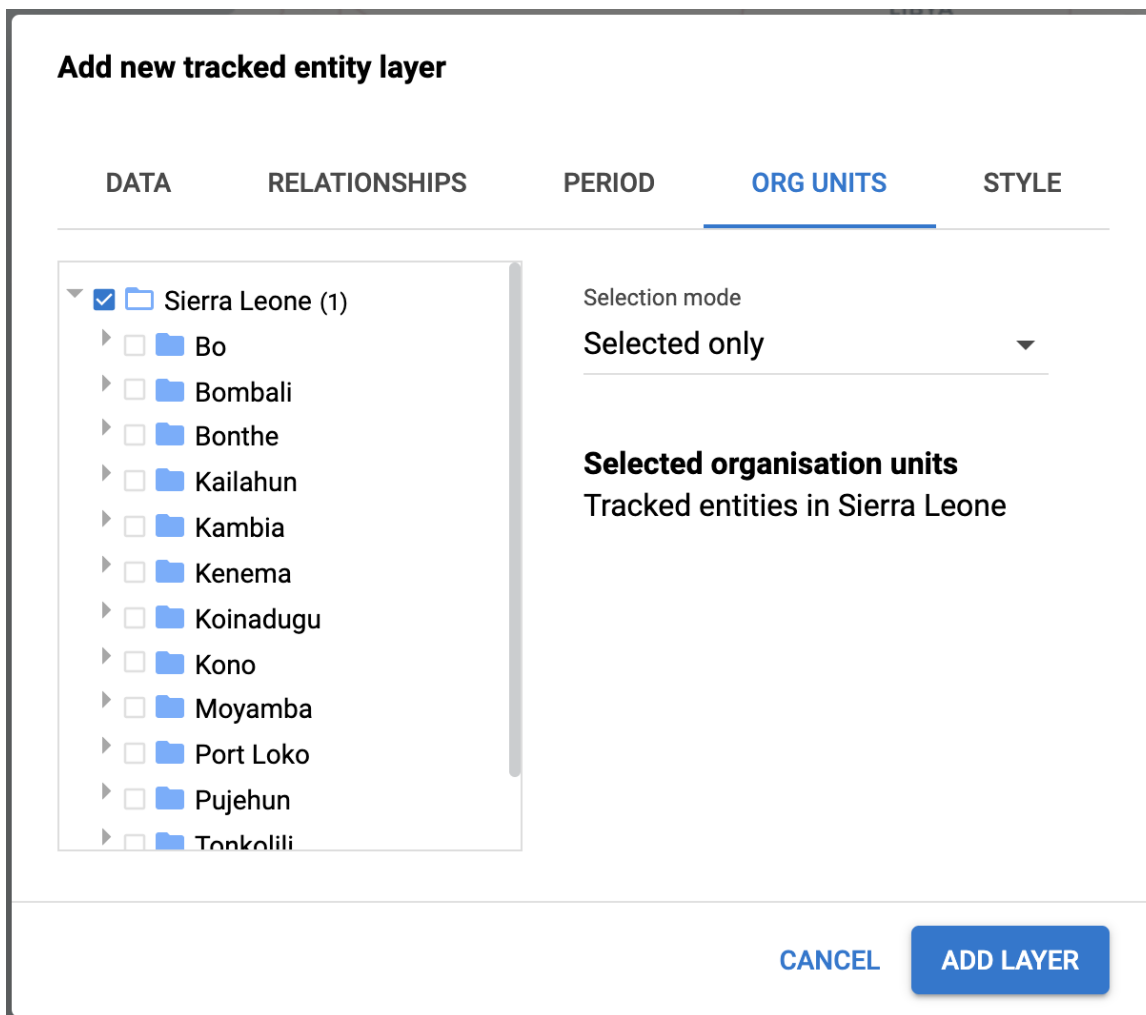 Add new tracked entity layer
DATA RELATIONSHIPS PERIOD ORG UNITS STYLE
Sierra Leone (1)
Bo
Bombali
Bonthe
Kailahun
Kambia
Kenema
Koinadugu
Kono
Moyamba
Port Loko
Pujehun
Tonkolili
Selection mode
Selected only
Selected organisation units
Tracked entities in Sierra Leone
CANCEL ADD LAYER